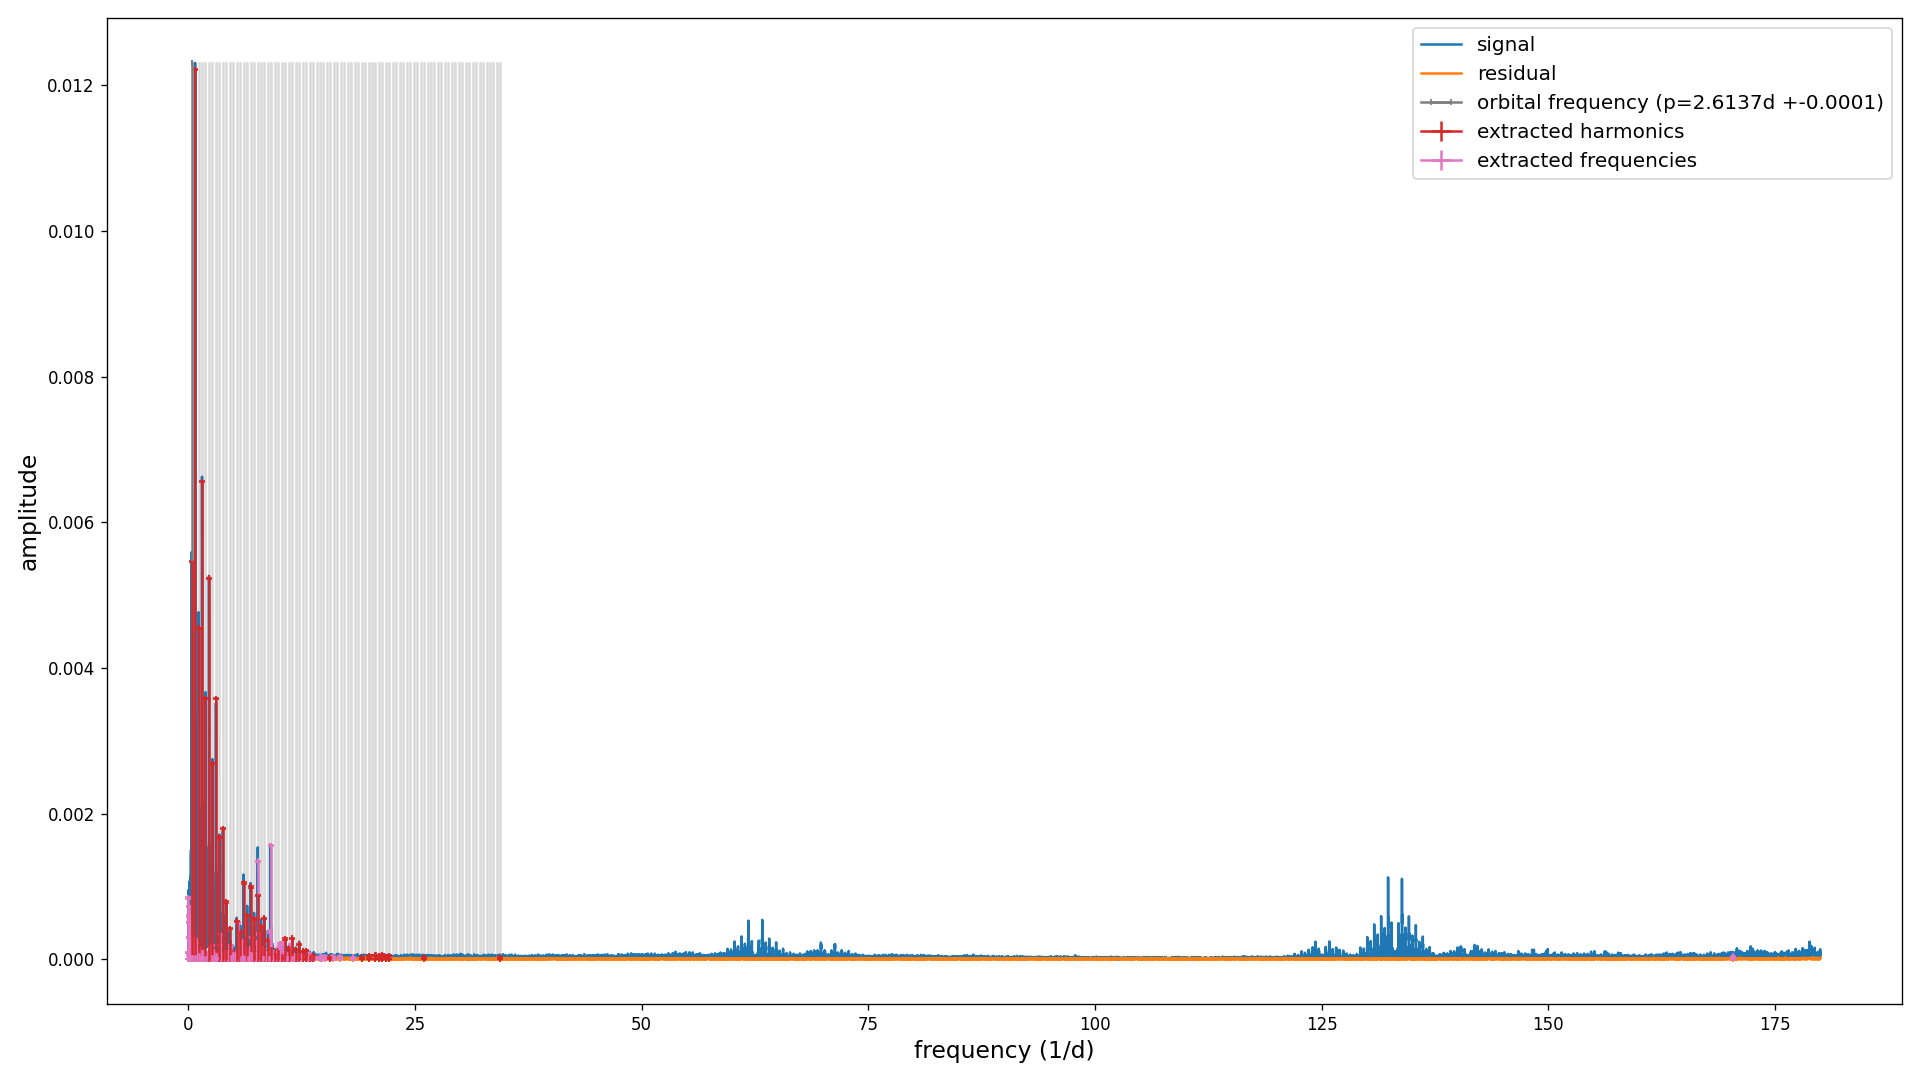 signal
residual
orbital frequency (p=2.6137d +-0.0001)
extracted harmonics
extracted frequencies
0.012
0.010
0.008
0.006
0.004
0.002
0.000
amplitude
0 25 50 75 100 125 150 175
frequency (1/d)